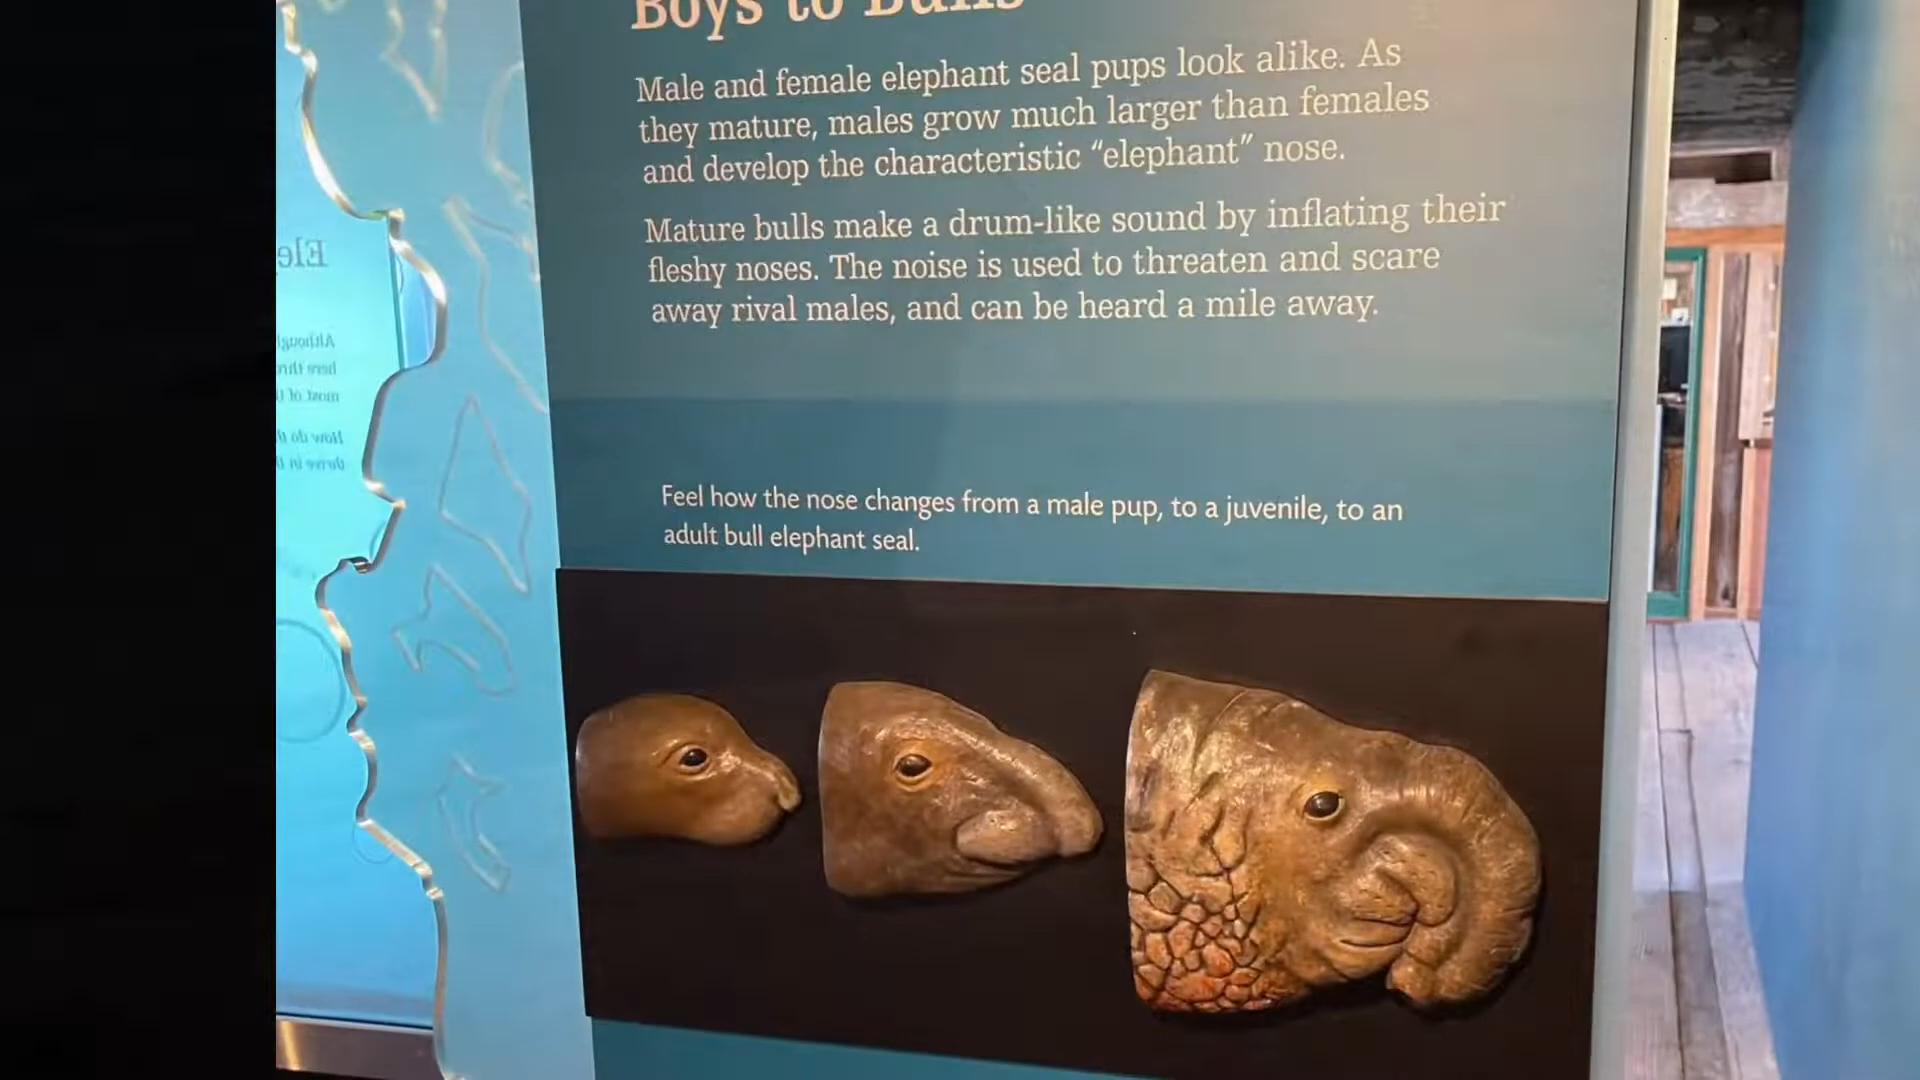 Boys to Bulls
Male and female elephant seal pups look alike. As
they mature, males grow much larger than females
and develop the characteristic “elephant” nose.
Mature bulls make a drum-like sound by inflating their
fleshy noses. The noise is used to threaten and scare
away rival males, and can be heard a mile away.
Feel how the nose changes from a male pup, to a juvenile, to an
adult bull elephant seal.